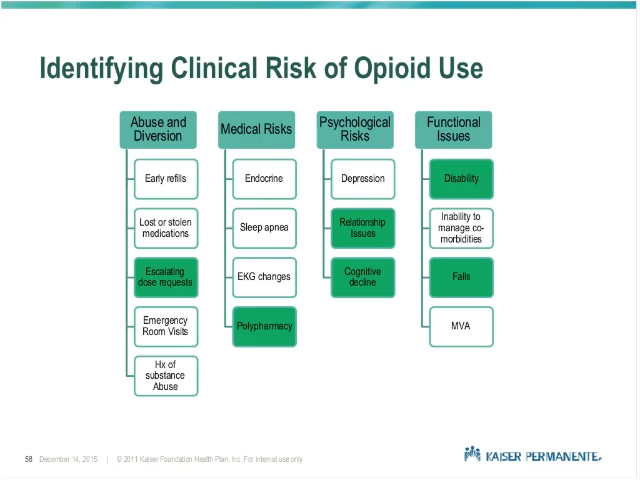 Identifying Clinical Risk of Opioid Use
Abuse and
Diversion
Early refills
Lost or stolen
medications
Escalating
dose requests
Emergency
Room Visits
Hx of
substance
Abuse
Medical Risks
Endocrine
Sleep apnea
EKG changes
Polypharmacy
Psychological
Risks
Depression
Relationship
Issues
Cognitive
decline
Functional
Issues
Disability
Inability to
manage co-
morbidities
Falls
MVA
58 December 14, 2015 | © 2011 Kaiser Foundation Health Plan, Inc. For internal use only
KAISER PERMANENTE.